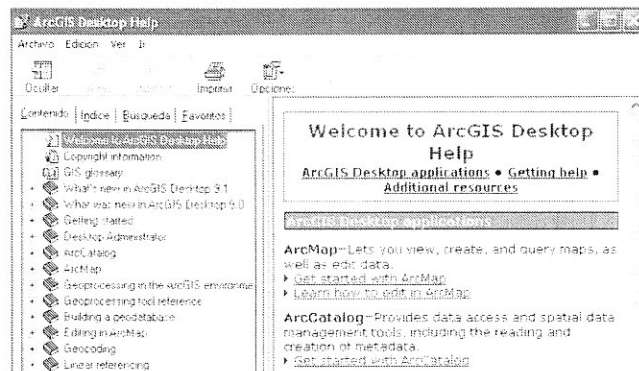 ArcGIS Desktop Help
Archivo Edición Ver Ir
Ocultar Imprimir Opciones
Contenido Indice Búsqueda Favoritos
Welcome to ArcGIS Desktop Help
Copyright information
GIS glossary
What's new in ArcGIS Desktop 9.1
What was new in ArcGIS Desktop 9.0
Getting started
Desktop Administrator
ArcCatalog
ArcMap
Geoprocessing in the ArcGIS environme
Geoprocessing tool reference
Building a geodatabase
Editing in ArcMap
Geocoding
Linear referencing
Welcome to ArcGIS Desktop
Help
ArcGIS Desktop applications • Getting help •
Additional resources
ArcGIS Desktop applications
ArcMap–Lets you view, create, and query maps, as
well as edit data.
Get started with ArcMap
Learn how to edit in ArcMap
ArcCatalog–Provides data access and spatial data
management tools, including the reading and
creation of metadata.
Get started with ArcCatalog